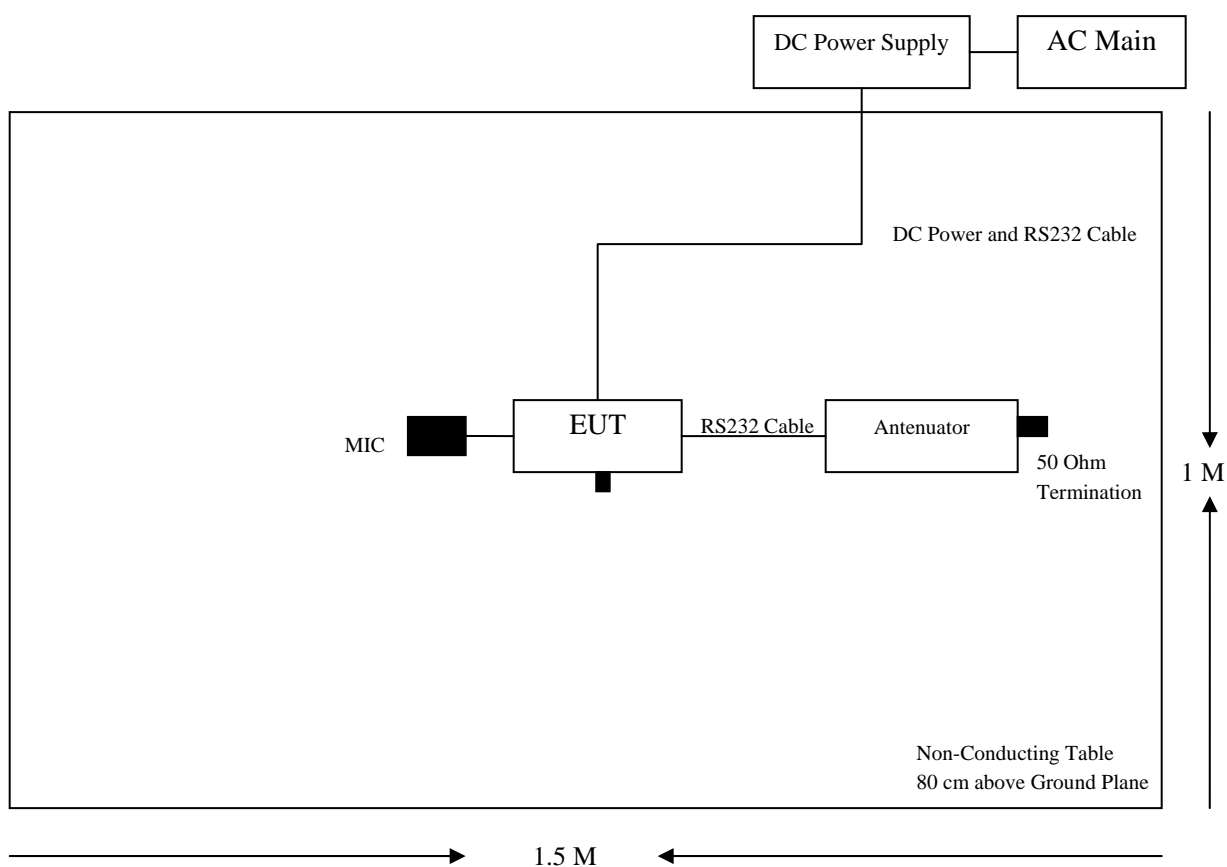 DC Power Supply
AC Main
DC Power and RS232 Cable
MIC
EUT
RS232 Cable
Antenuator
50 Ohm
Termination
1 M
Non-Conducting Table
80 cm above Ground Plane
1.5 M